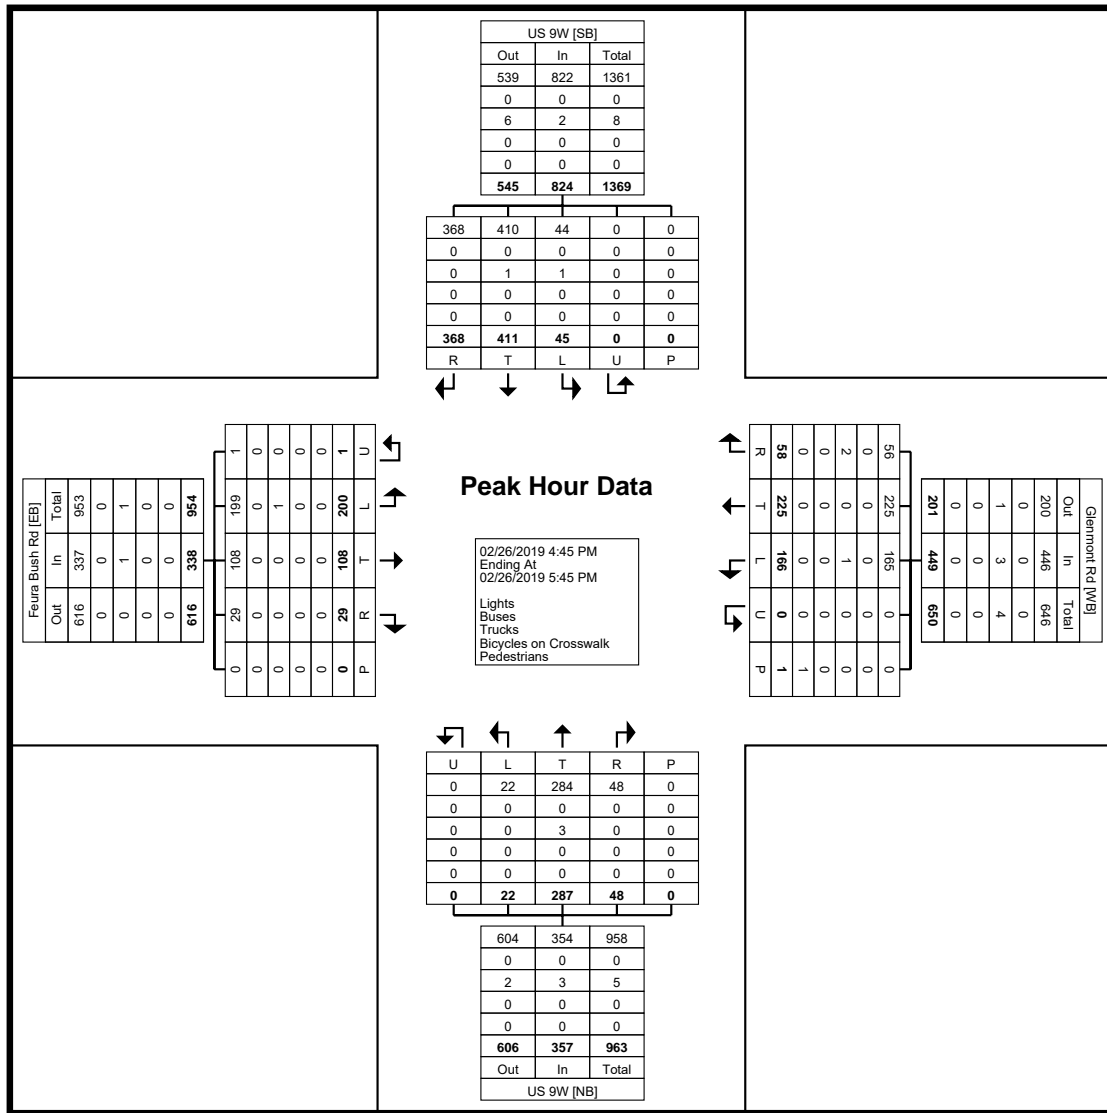 US 9W [SB]
Out In Total
539 822 1361
0 0 0
6 2 8
0 0 0
0 0 0
545 824 1369
368 410 44 0 0
0 0 0 0 0
0 1 1 0 0
0 0 0 0 0
0 0 0 0 0
368 411 45 0 0
R T L U P
Feura Bush Rd [EB]
Total In Out
953 337 616
0 0 0
1 1 0
0 0 0
0 0 0
954 338 616
1 199 108 29 0
0 0 0 0 0
0 1 0 0 0
0 0 0 0 0
0 0 0 0 0
1 200 108 29 0
U L T R P
Peak Hour Data
02/26/2019 4:45 PM
Ending At
02/26/2019 5:45 PM
Lights
Buses
Trucks
Bicycles on Crosswalk
Pedestrians
R T L U P
58 225 166 0 1
0 0 0 0 1
0 0 0 0 0
2 0 1 0 0
0 0 0 0 0
56 225 165 0 0
Glenmont Rd [WB]
Out In Total
200 446 646
0 0 0
1 3 4
0 0 0
0 0 0
201 449 650
U L T R P
0 22 284 48 0
0 0 0 0 0
0 0 3 0 0
0 0 0 0 0
0 0 0 0 0
0 22 287 48 0
604 354 958
0 0 0
2 3 5
0 0 0
0 0 0
606 357 963
Out In Total
US 9W [NB]